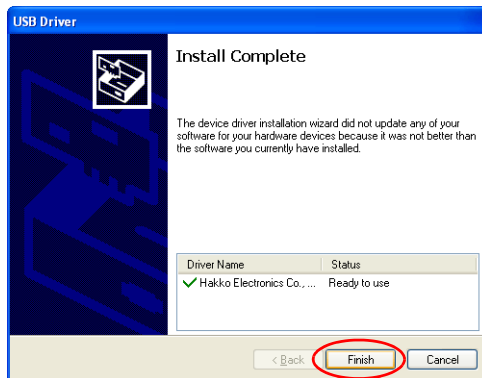 USB Driver
Install Complete
The device driver installation wizard did not update any of your
software for your hardware devices because it was not better than
the software you currently have installed.
Driver Name Status
Hakko Electronics Co., ... Ready to use
< Back Finish Cancel